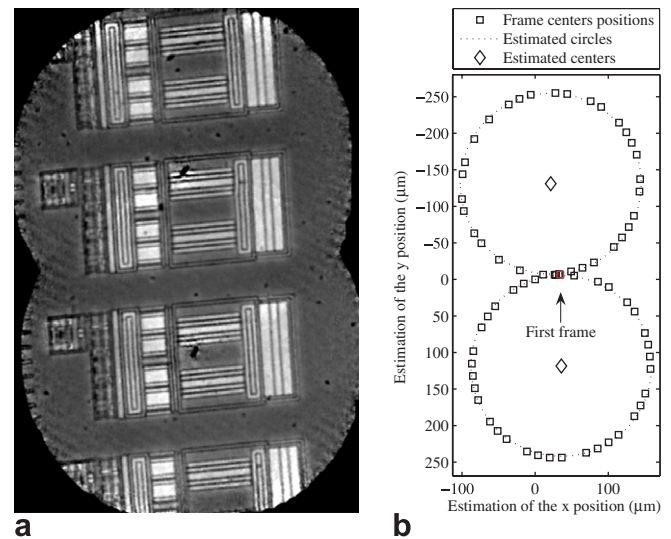 Frame centers positions
Estimated circles
Estimated centers
Estimation of the y position (μm)
−250
−200
−150
−100
−50
0
50
100
150
200
250
First frame
−100
0
100
Estimation of the x position (μm)
a
b